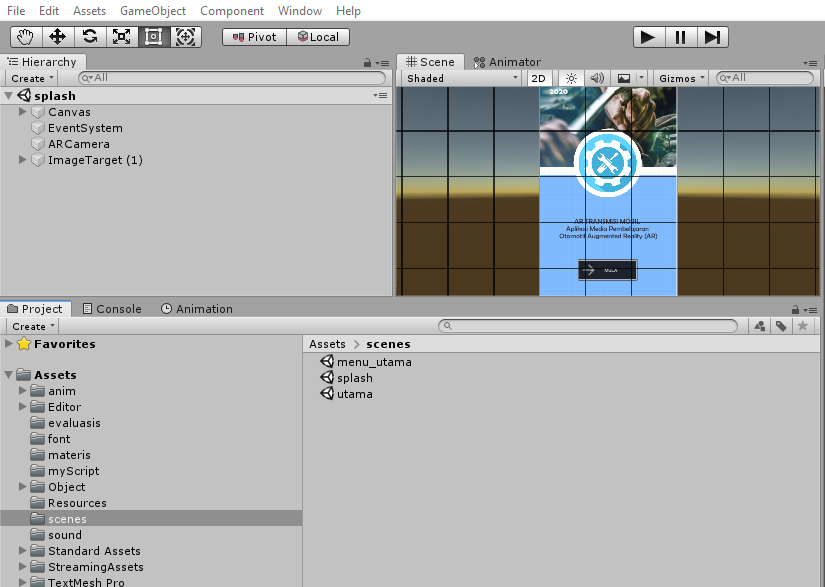 File Edit Assets GameObject Component Window Help
Pivot Local
Hierarchy
Create All
splash
Canvas
EventSystem
ARCamera
ImageTarget (1)
Scene Animator
Shaded 2D Gizmos All
2020
AR TRANSMISI MOBIL
Aplikasi Media Pembelajaran
Otomotif Augmented Reality (AR)
MULAI
Project Console Animation
Create
Favorites
Assets
anim
Editor
evaluasis
font
materis
myScript
Object
Resources
scenes
sound
Standard Assets
StreamingAssets
TextMesh Pro
Assets > scenes
menu_utama
splash
utama